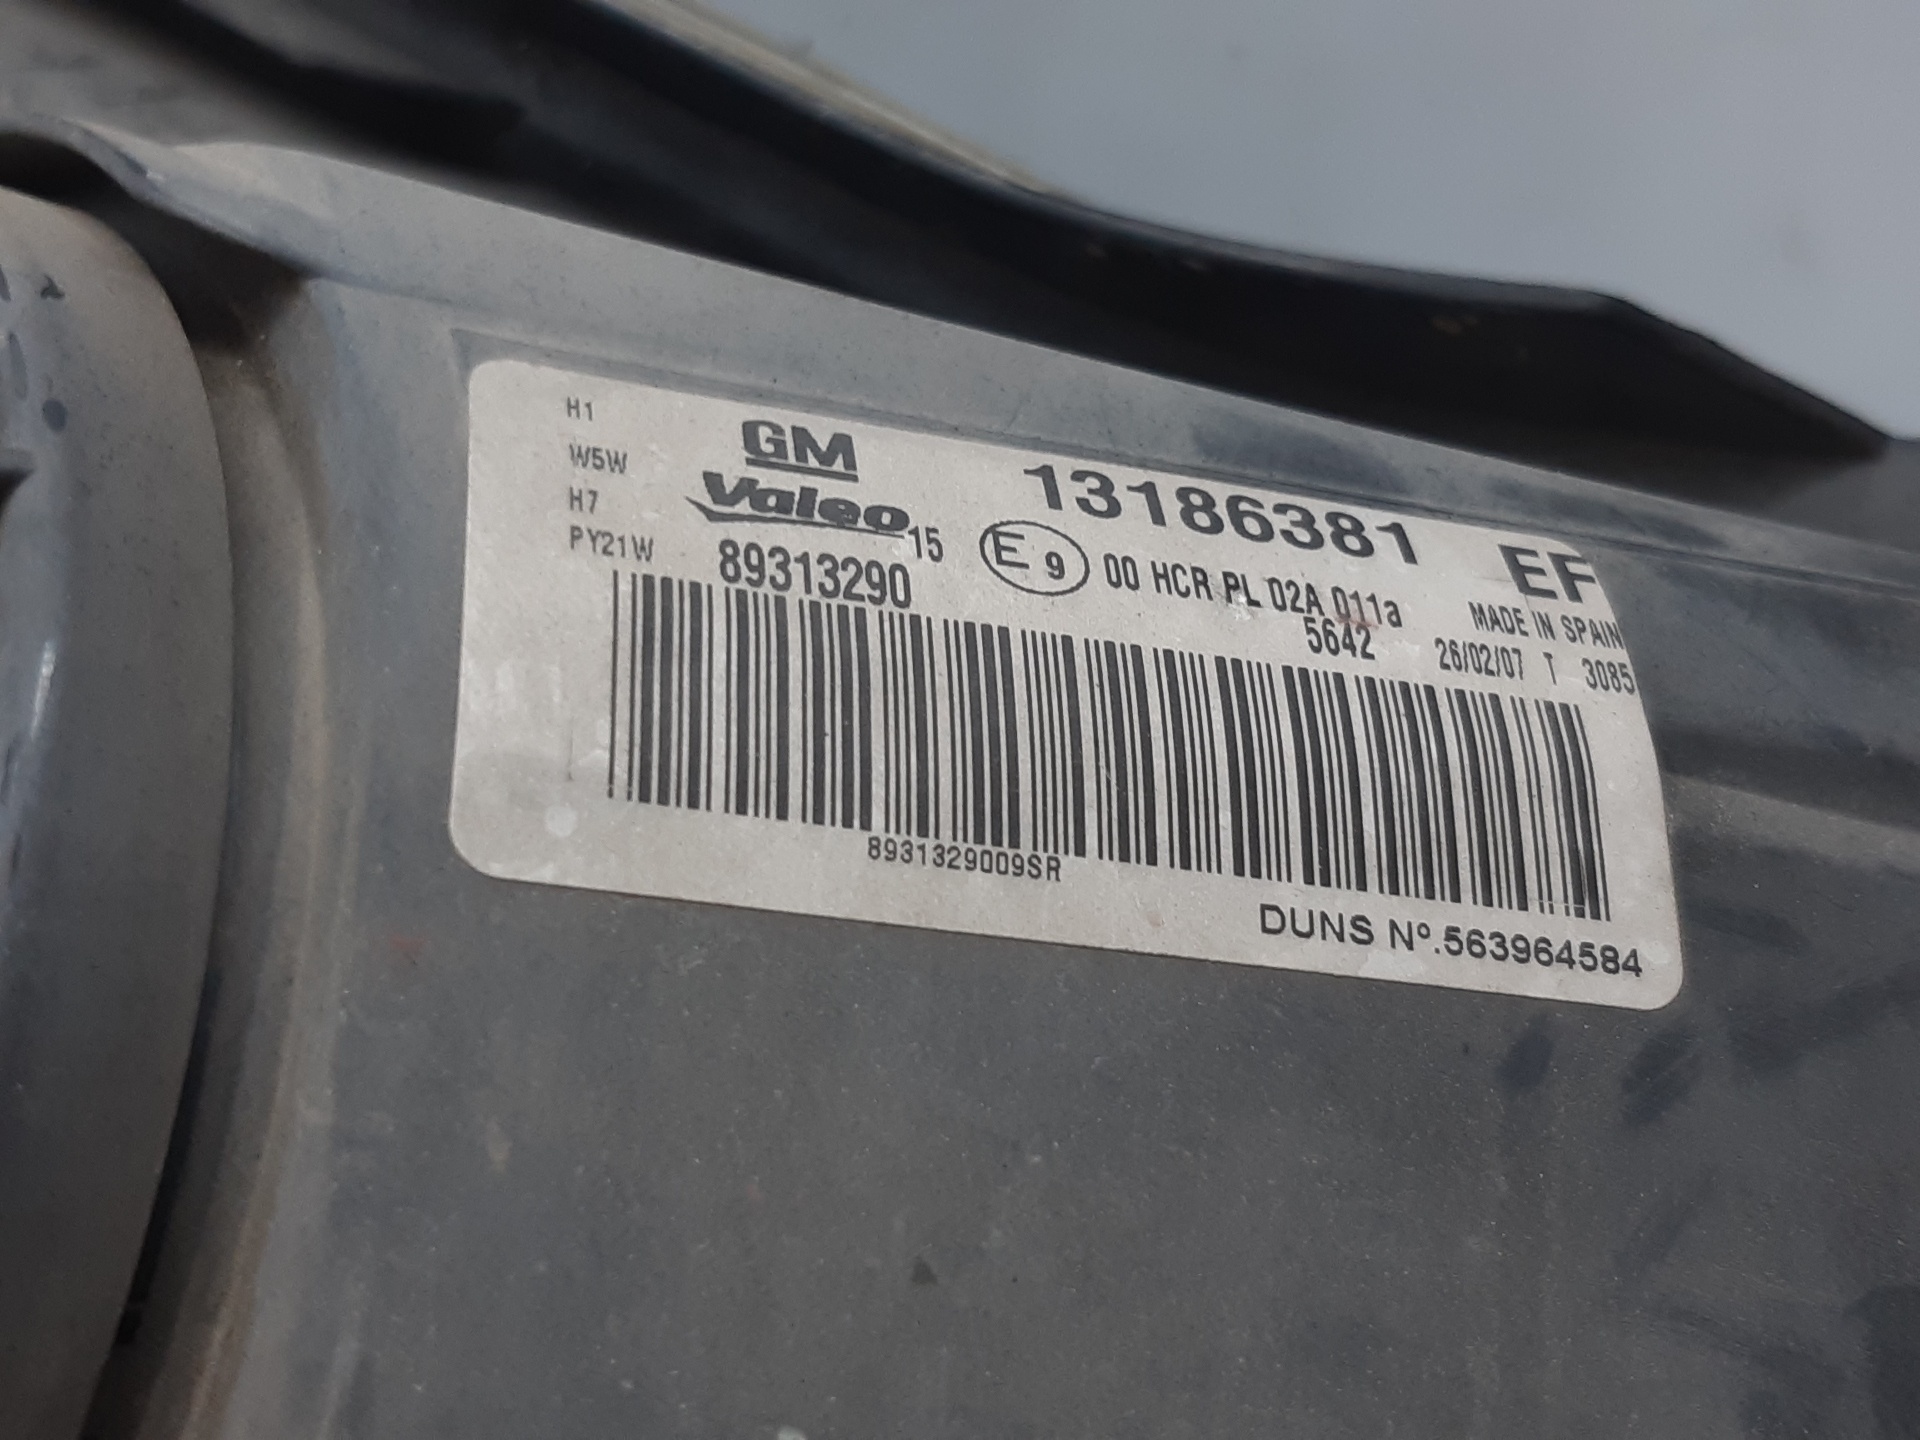 H1
W5W
H7
PY21W
GM
Valeo 15
89313290
13186381 EF
E9 00 HCR PL 02A 011a
5642
MADE IN SPAIN
26/02/07 T 3085
8931329009SR
DUNS Nº.563964584